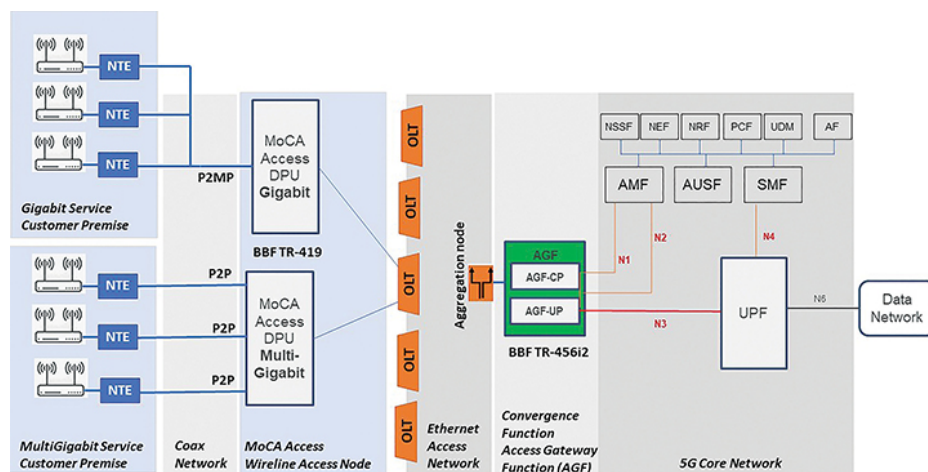 NTE
NTE
NTE
P2MP
Gigabit Service
Customer Premise
MoCA
Access
DPU
Gigabit
BBF TR-419
NTE
NTE
NTE
P2P
P2P
P2P
MultiGigabit Service
Customer Premise
Coax
Network
MoCA
Access
DPU
Multi-
Gigabit
MoCA Access
Wireline Access Node
OLT
OLT
OLT
OLT
OLT
Ethernet
Access
Network
Aggregation node
AGF
AGF-CP
AGF-UP
BBF TR-456i2
Convergence
Function
Access Gateway
Function (AGF)
NSSF
NEF
NRF
PCF
UDM
AF
AMF
AUSF
SMF
N1
N2
N4
N3
UPF
N6
5G Core Network
Data
Network